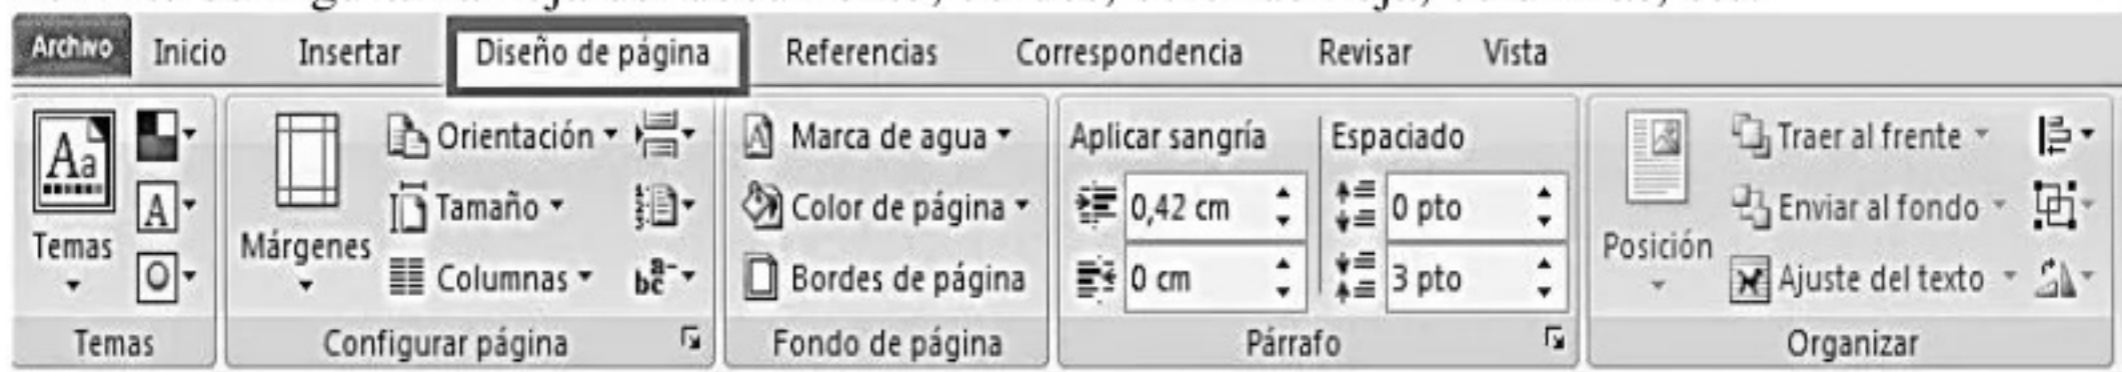 Archivo Inicio Insertar Diseño de página Referencias Correspondencia Revisar Vista
Aa
Temas
A
Temas
Márgenes
Orientación
Tamaño
Columnas
Configurar página
A Marca de agua
Color de página
Bordes de página
Fondo de página
Aplicar sangría
0,42 cm
0 cm
Espaciado
0 pto
3 pto
Párrafo
Posición
Traer al frente
Enviar al fondo
Ajuste del texto
Organizar